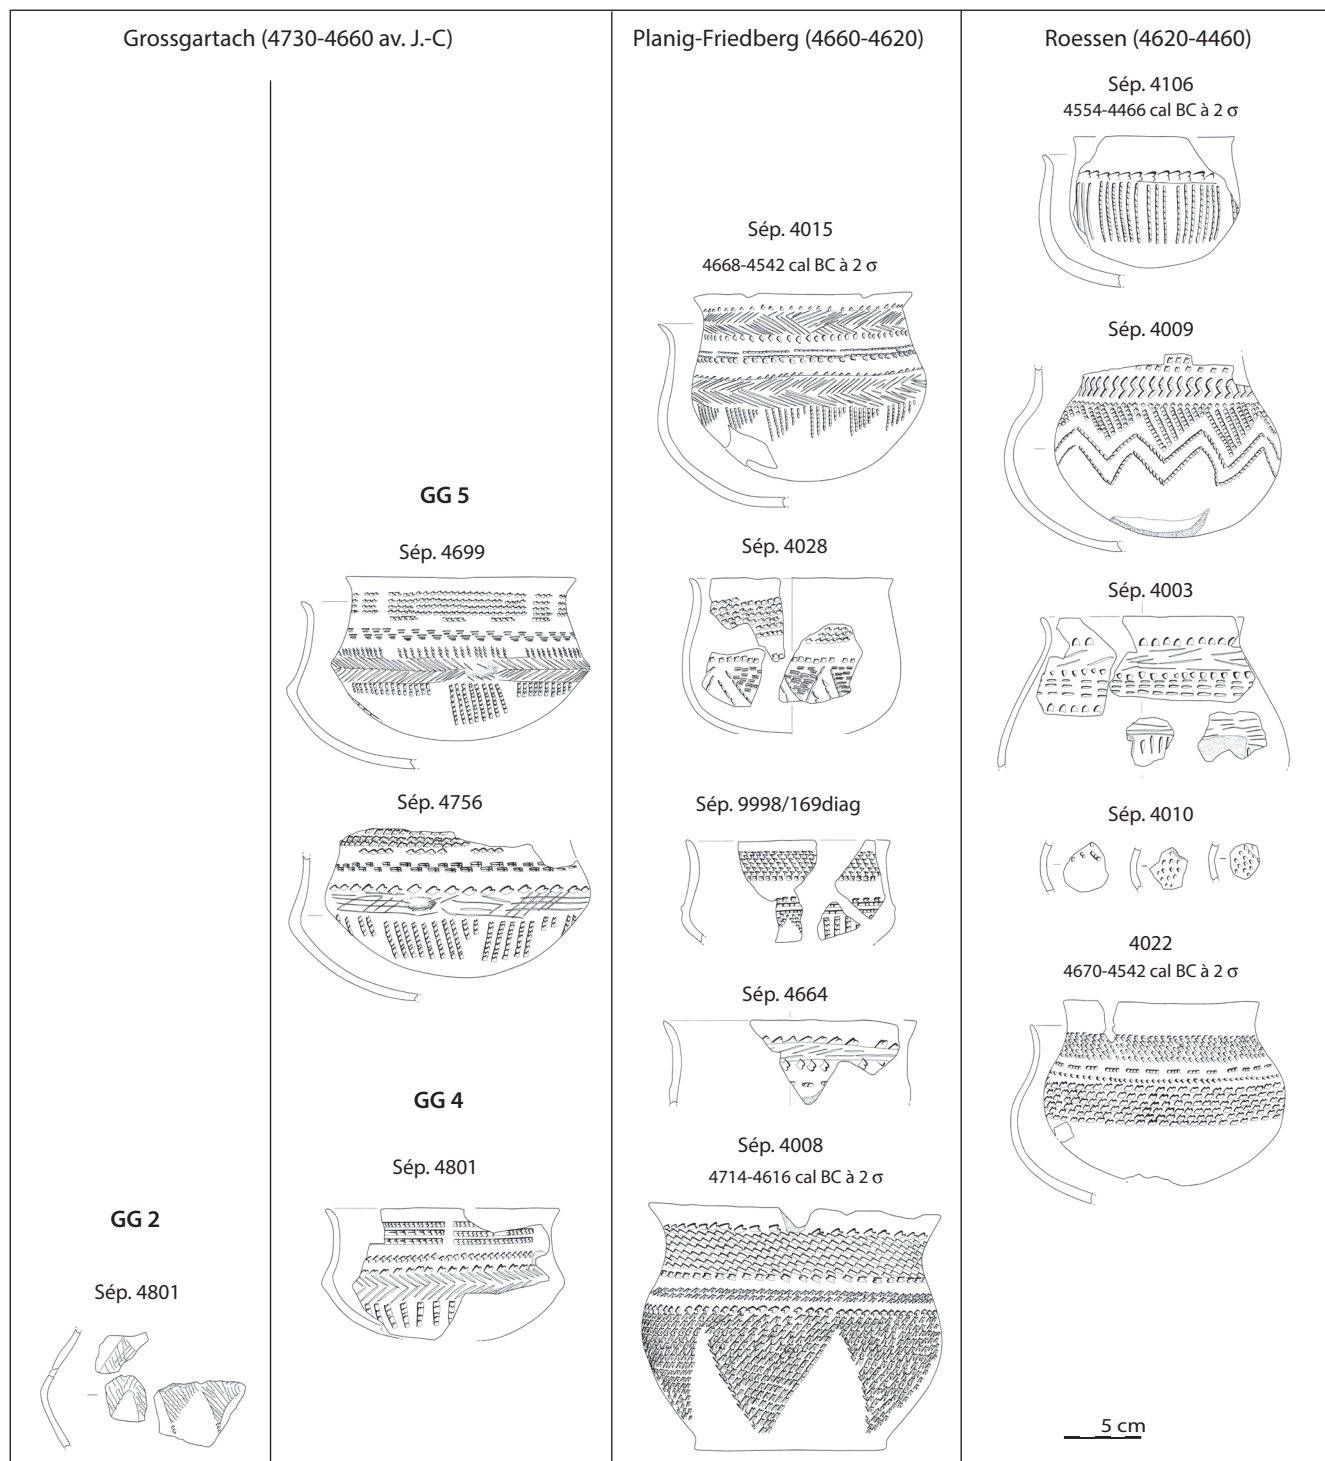 Grossgartach (4730-4660 av. J.-C)
GG 2
Sép. 4801
GG 5
Sép. 4699
Sép. 4756
GG 4
Sép. 4801
Planig-Friedberg (4660-4620)
Sép. 4015
4668-4542 cal BC à 2 σ
Sép. 4028
Sép. 9998/169diag
Sép. 4664
Sép. 4008
4714-4616 cal BC à 2 σ
Roessen (4620-4460)
Sép. 4106
4554-4466 cal BC à 2 σ
Sép. 4009
Sép. 4003
Sép. 4010
4022
4670-4542 cal BC à 2 σ
5 cm